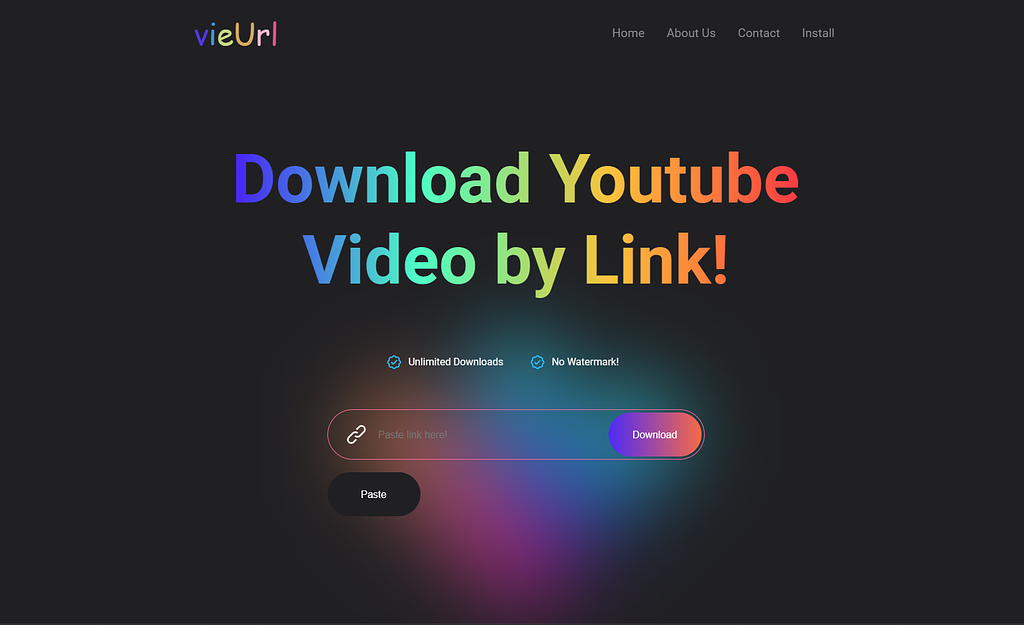 vieUrl
Home About Us Contact Install
Download Youtube
Video by Link!
Unlimited Downloads No Watermark!
Paste link here! Download
Paste